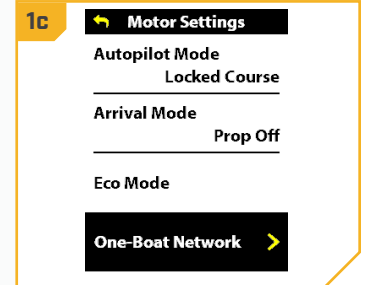 1c
Motor Settings
Autopilot Mode
Locked Course
Arrival Mode
Prop Off
Eco Mode
One-Boat Network